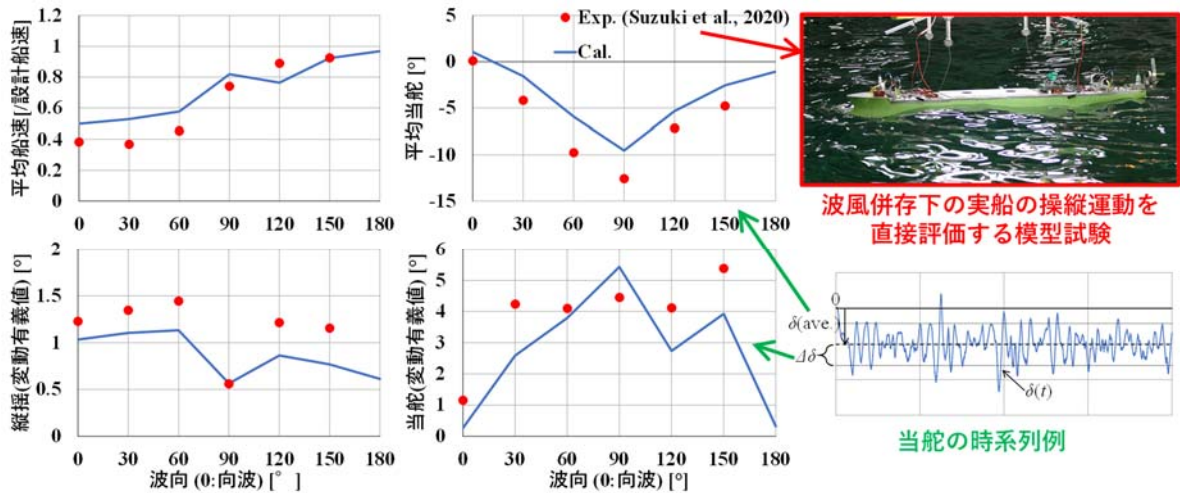 平均船速[/設計船速]
1.2
1
0.8
0.6
0.4
0.2
0
0 30 60 90 120 150 180
平均当舵 [°]
5
0
-5
-10
-15
0 30 60 90 120 150 180
Exp. (Suzuki et al., 2020)
Cal.
波風併存下の実船の操縦運動を
直接評価する模型試験
縦揺(変動有義値) [°]
2
1.5
1
0.5
0
0 30 60 90 120 150 180
波向 (0:向波) [°]
当舵(変動有義値) [°]
6
5
4
3
2
1
0
0 30 60 90 120 150 180
波向 (0:向波) [°]
0
δ(ave.)
Δδ
δ(t)
当舵の時系列例